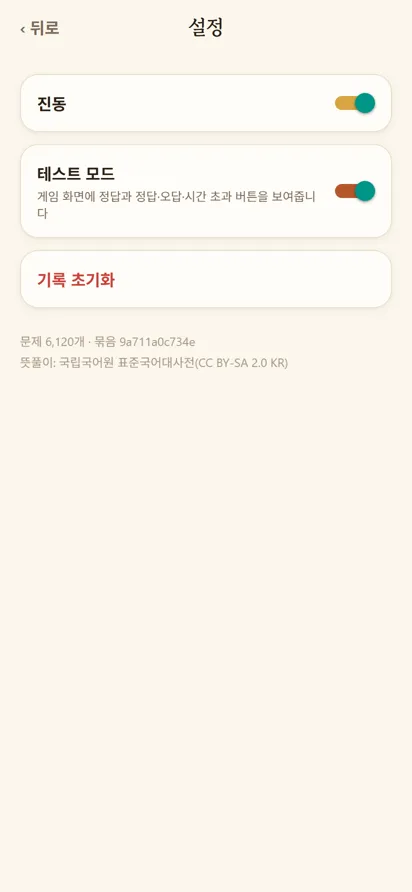 ‹ 뒤로
설정
진동
테스트 모드
게임 화면에 정답과 정답·오답·시간 초과 버튼을 보여줍니
다
기록 초기화
문제 6,120개 · 묶음 9a711a0c734e
뜻풀이: 국립국어원 표준국어대사전(CC BY-SA 2.0 KR)